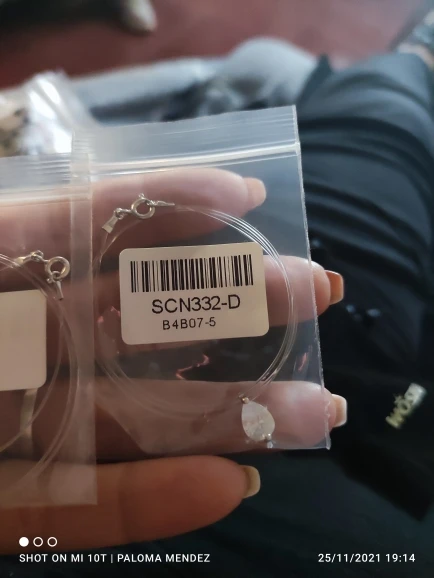 SCN332-D
B4B07-5
SHOT ON MI 10T | PALOMA MENDEZ
25/11/2021 19:14